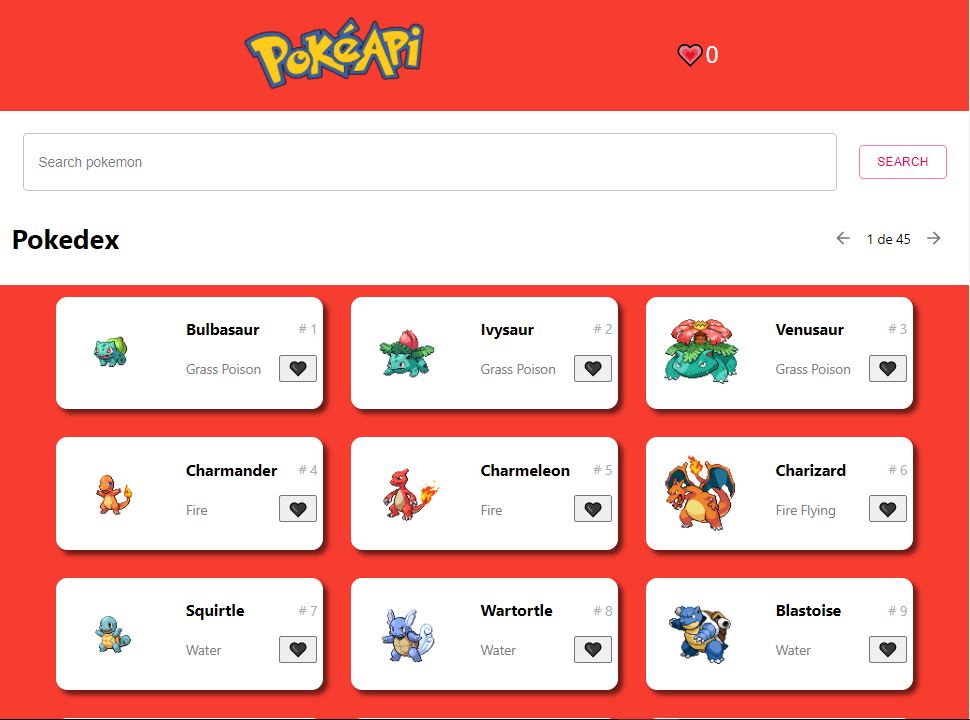 PokéAPi
0
Search pokemon
SEARCH
Pokedex
1 de 45
Bulbasaur # 1
Grass Poison
Ivysaur # 2
Grass Poison
Venusaur # 3
Grass Poison
Charmander # 4
Fire
Charmeleon # 5
Fire
Charizard # 6
Fire Flying
Squirtle # 7
Water
Wartortle # 8
Water
Blastoise # 9
Water